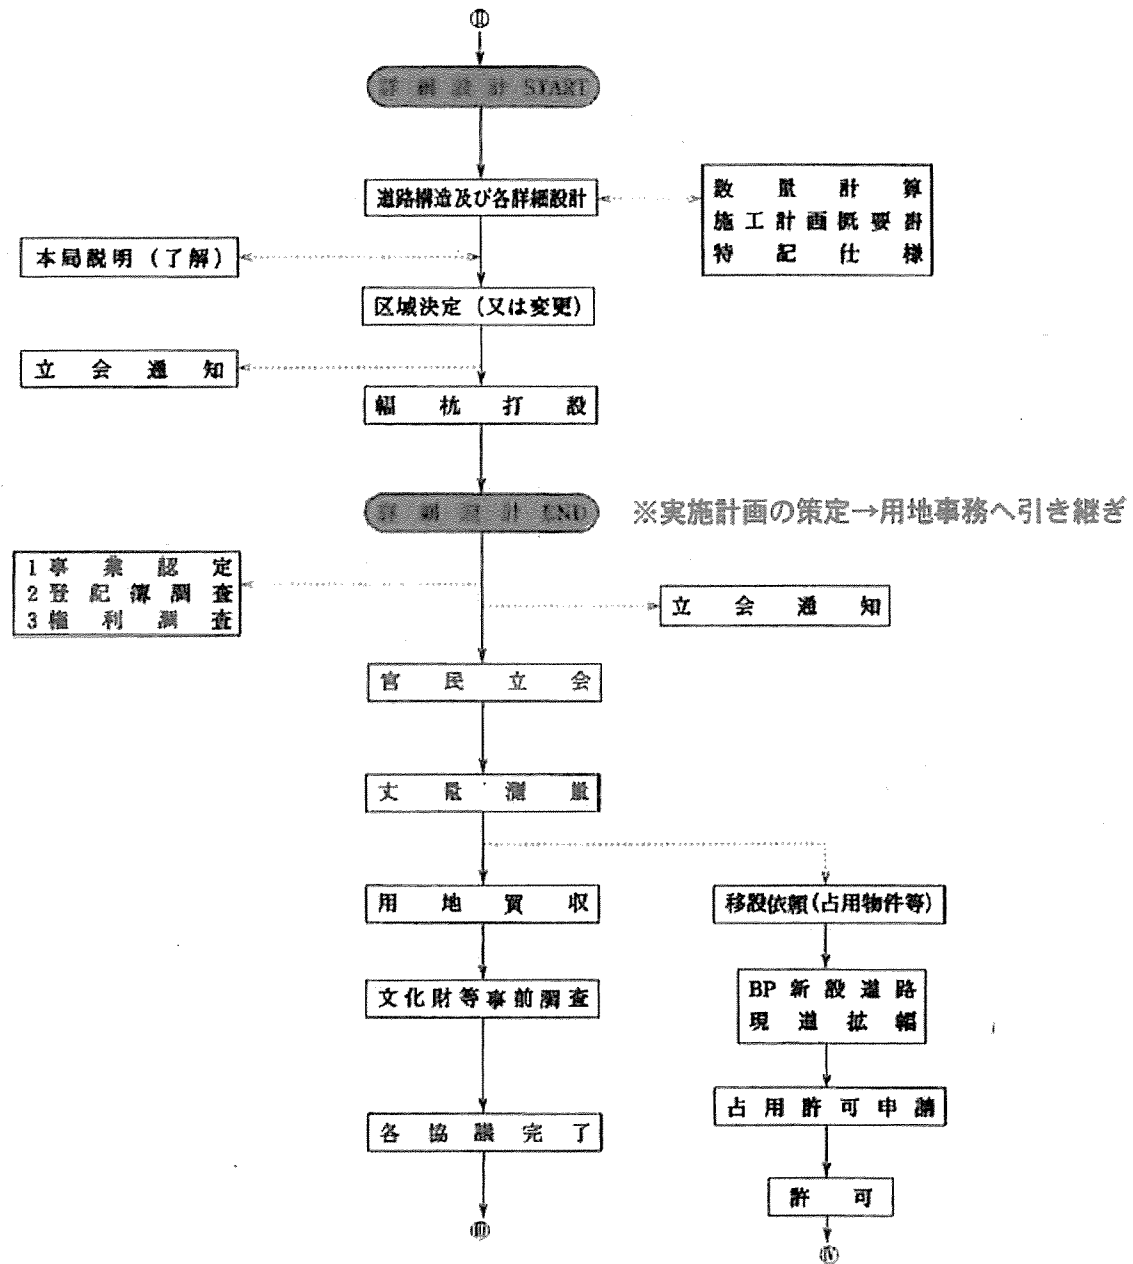 Ⅱ
詳細設計 START
道路構造及び各詳細設計
数量計算
施工計画概要書
特記仕様
本局説明(了解)
区域決定(又は変更)
立会通知
幅杭打設
詳細設計 END
※実施計画の策定→用地事務へ引き継ぎ
1 事業認定
2 登記簿調査
3 権利調査
立会通知
官民立会
丈量測量
用地買収
移設依頼(占用物件等)
文化財等事前調査
BP新設道路
現道拡幅
占用許可申請
各協議完了
許可
Ⅲ
Ⅳ